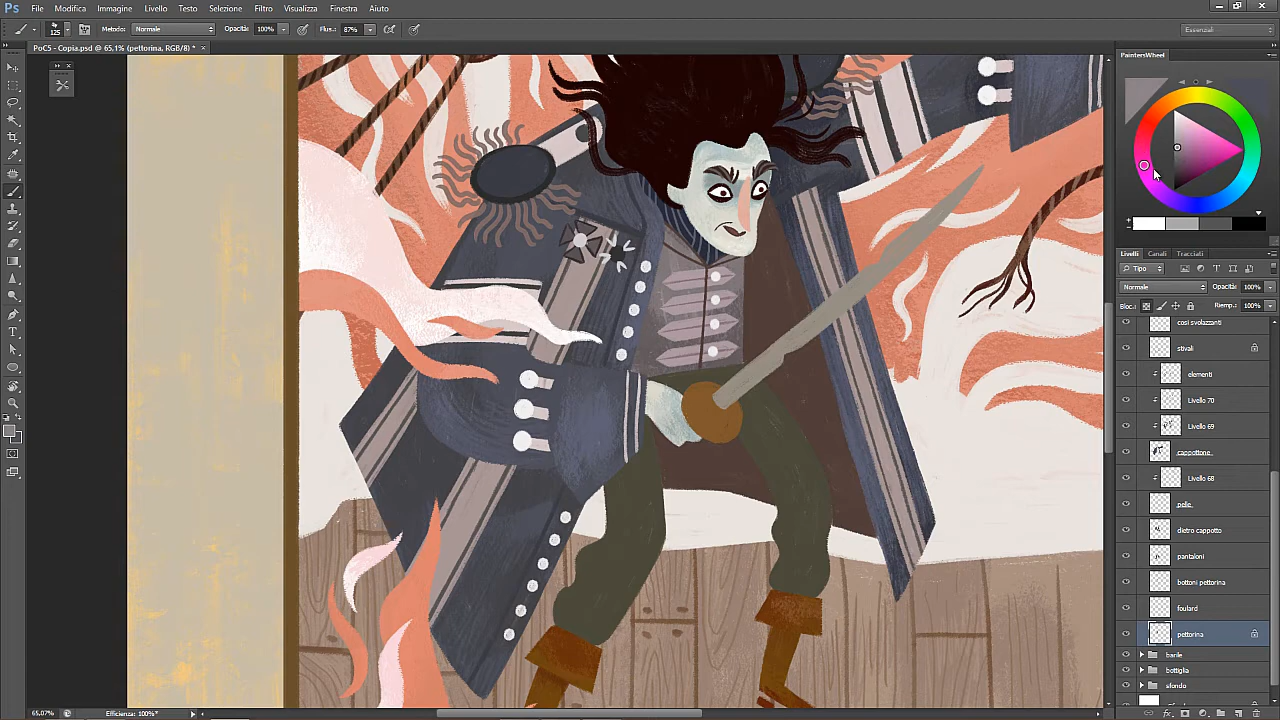 Ps File Modifica Immagine Livello Testo Selezione Filtro Visualizza Finestra Aiuto
125 Metodo: Normale Opacità: 100% Flus.: 87% Essenziali
PoC5 - Copia.psd @ 65,1% (pettorina, RGB/8) *
PaintersWheel
Livelli Canali Tracciati
Tipo
Normale Opacità: 100%
Bloc.: Riemp.: 100%
cosi svolazzanti
stivali
elementi
Livello 70
Livello 69
cappottone
Livello 68
pelle
dietro cappotto
pantaloni
bottoni pettorina
foulard
pettorina
barile
bottiglia
sfondo
65,07% Efficienza: 100%*